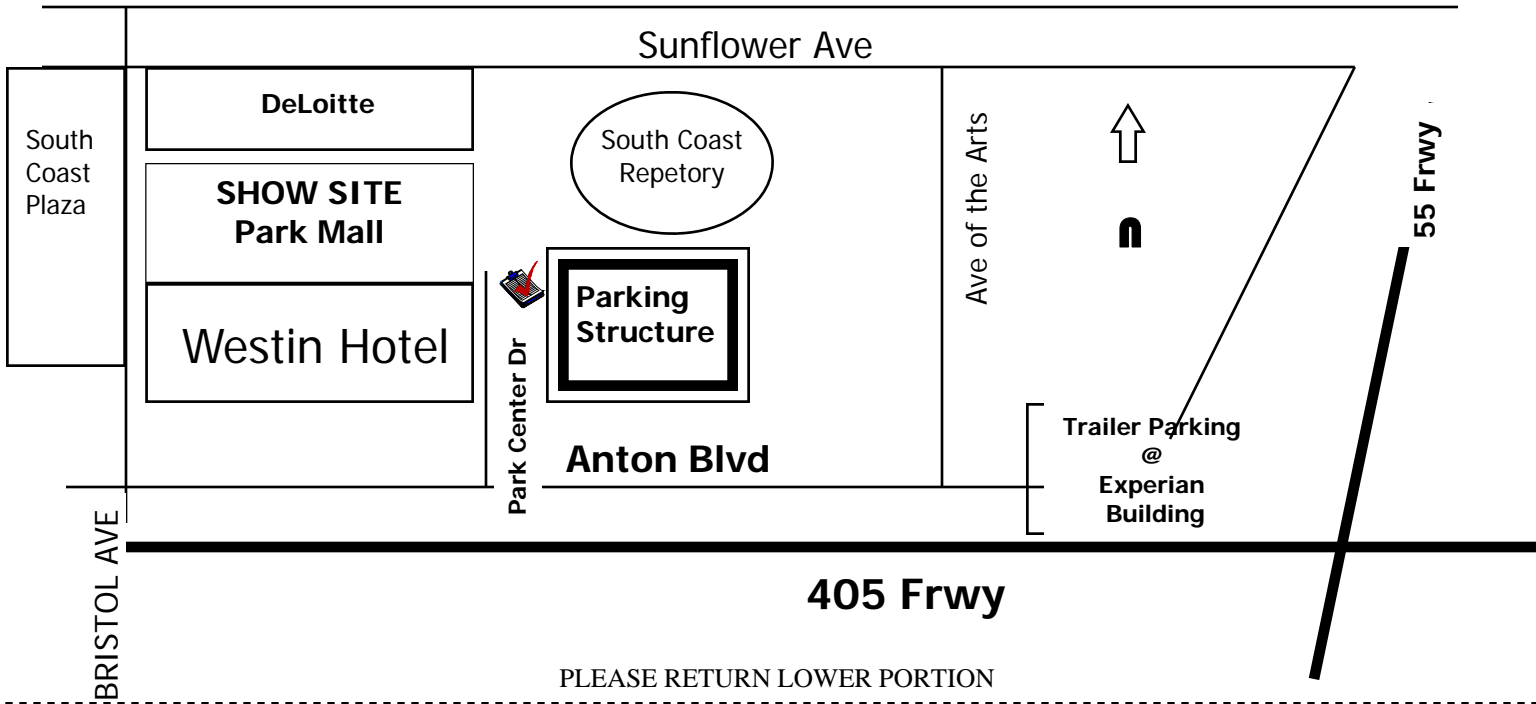 Sunflower Ave
DeLoitte
South
Coast
Plaza
South Coast
Repetory
SHOW SITE
Park Mall
Ave of the Arts
n
55 Frwy
Parking
Structure
Westin Hotel
Park Center Dr
Trailer Parking
@
Experian
Building
Anton Blvd
BRISTOL AVE
405 Frwy
PLEASE RETURN LOWER PORTION